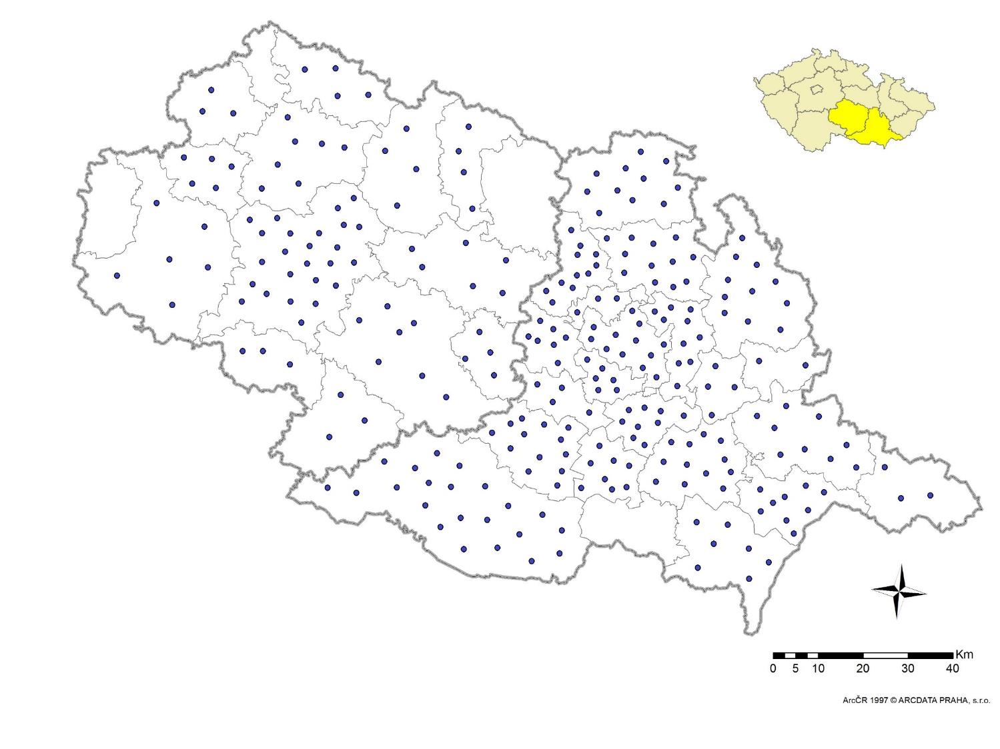 Km
0 5 10 20 30 40
ArcČR 1997 © ARCDATA PRAHA, s.r.o.